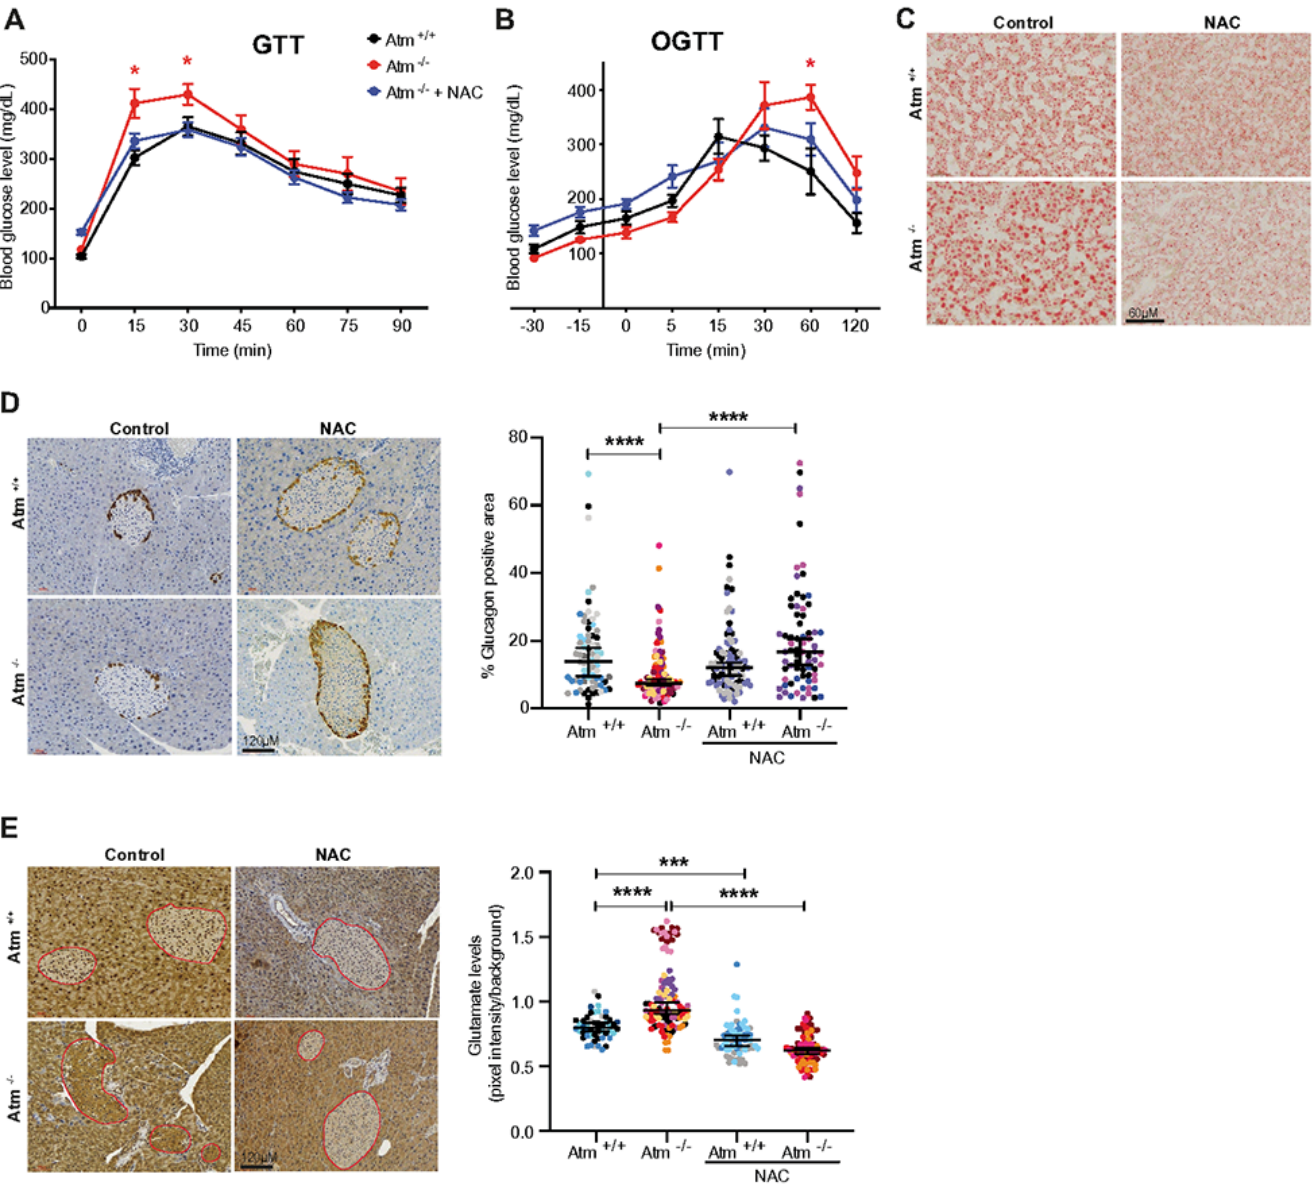 A
GTT
Atm +/+
Atm -/-
Atm -/- + NAC
Blood glucose level (mg/dL)
500
400
300
200
100
0
*
*
0 15 30 45 60 75 90
Time (min)
B
OGTT
Blood glucose level (mg/dL)
400
300
200
100
*
-30 -15 0 5 15 30 60 120
Time (min)
C
Control NAC
Atm +/+
Atm -/-
60µM
D
Control NAC
Atm +/+
Atm -/-
120µM
% Glucagon positive area
80
60
40
20
0
****
****
Atm +/+ Atm -/- Atm +/+ Atm -/-
NAC
E
Control NAC
Atm +/+
Atm -/-
120µM
Glutamate levels
(pixel intensity/background)
2.0
1.5
1.0
0.5
0.0
***
**** ****
Atm +/+ Atm -/- Atm +/+ Atm -/-
NAC